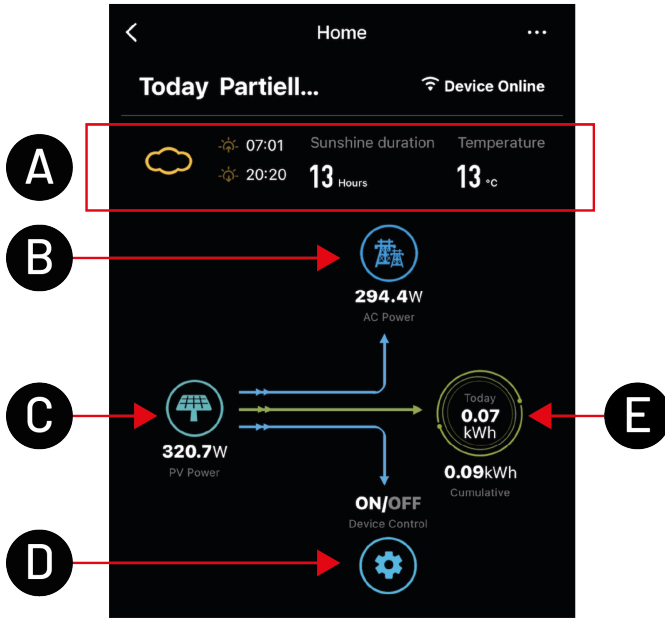 Home
Today Partiell...
Device Online
A
07:01
20:20
Sunshine duration
13 Hours
Temperature
13 °C
B
294.4W
AC Power
C
320.7W
PV Power
Today
0.07
kWh
E
0.09kWh
Cumulative
ON/OFF
Device Control
D